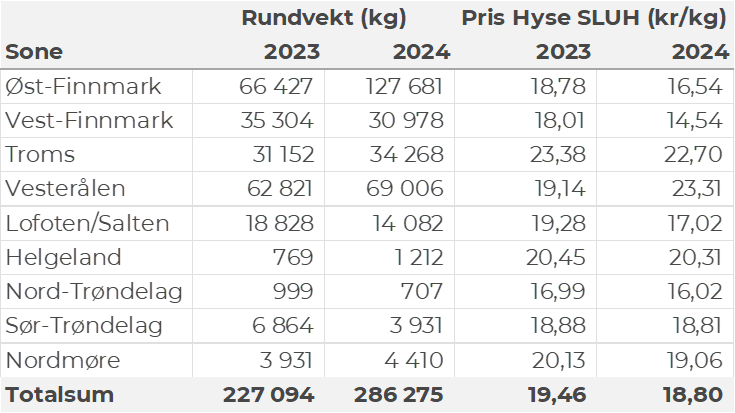 Rundvekt (kg) Pris Hyse SLUH (kr/kg)
Sone 2023 2024 2023 2024
Øst-Finnmark 66 427 127 681 18,78 16,54
Vest-Finnmark 35 304 30 978 18,01 14,54
Troms 31 152 34 268 23,38 22,70
Vesterålen 62 821 69 006 19,14 23,31
Lofoten/Salten 18 828 14 082 19,28 17,02
Helgeland 769 1 212 20,45 20,31
Nord-Trøndelag 999 707 16,99 16,02
Sør-Trøndelag 6 864 3 931 18,88 18,81
Nordmøre 3 931 4 410 20,13 19,06
Totalsum 227 094 286 275 19,46 18,80